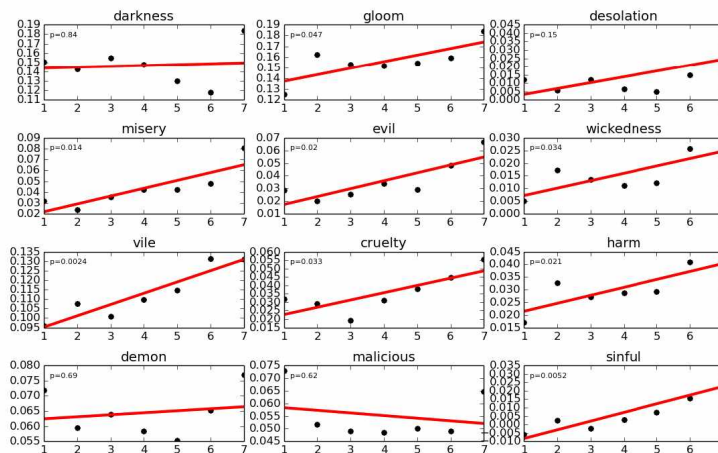 darkness gloom desolation
0.19 0.19 0.045
0.18 p=0.84 0.18 p=0.047 0.040 p=0.15
0.17 0.17 0.035
0.16 0.16 0.030
0.15 0.15 0.025
0.14 0.14 0.020
0.13 0.13 0.015
0.12 0.12 0.010
0.11 0.005
0.000
1 2 3 4 5 6 7 1 2 3 4 5 6 7 1 2 3 4 5 6
misery evil wickedness
0.09 0.07 0.030
0.08 p=0.014 0.06 p=0.02 0.025 p=0.034
0.07 0.05 0.020
0.06 0.04 0.015
0.05 0.03 0.010
0.04 0.02 0.005
0.03 0.01 0.000
0.02
1 2 3 4 5 6 7 1 2 3 4 5 6 7 1 2 3 4 5 6
vile cruelty harm
0.135 0.060 0.045
0.130 p=0.0024 0.055 p=0.033 0.040 p=0.021
0.125 0.050 0.035
0.120 0.045 0.030
0.115 0.040 0.025
0.110 0.035 0.020
0.105 0.030 0.015
0.100 0.025
0.095 0.020
0.015
1 2 3 4 5 6 7 1 2 3 4 5 6 7 1 2 3 4 5 6
demon malicious sinful
0.080 0.075 0.035
0.075 p=0.69 0.070 p=0.62 0.030 p=0.0052
0.070 0.065 0.025
0.065 0.060 0.020
0.060 0.055 0.015
0.055 0.050 0.010
0.045 0.005
0.000
-0.005
-0.010
1 2 3 4 5 6 7 1 2 3 4 5 6 7 1 2 3 4 5 6